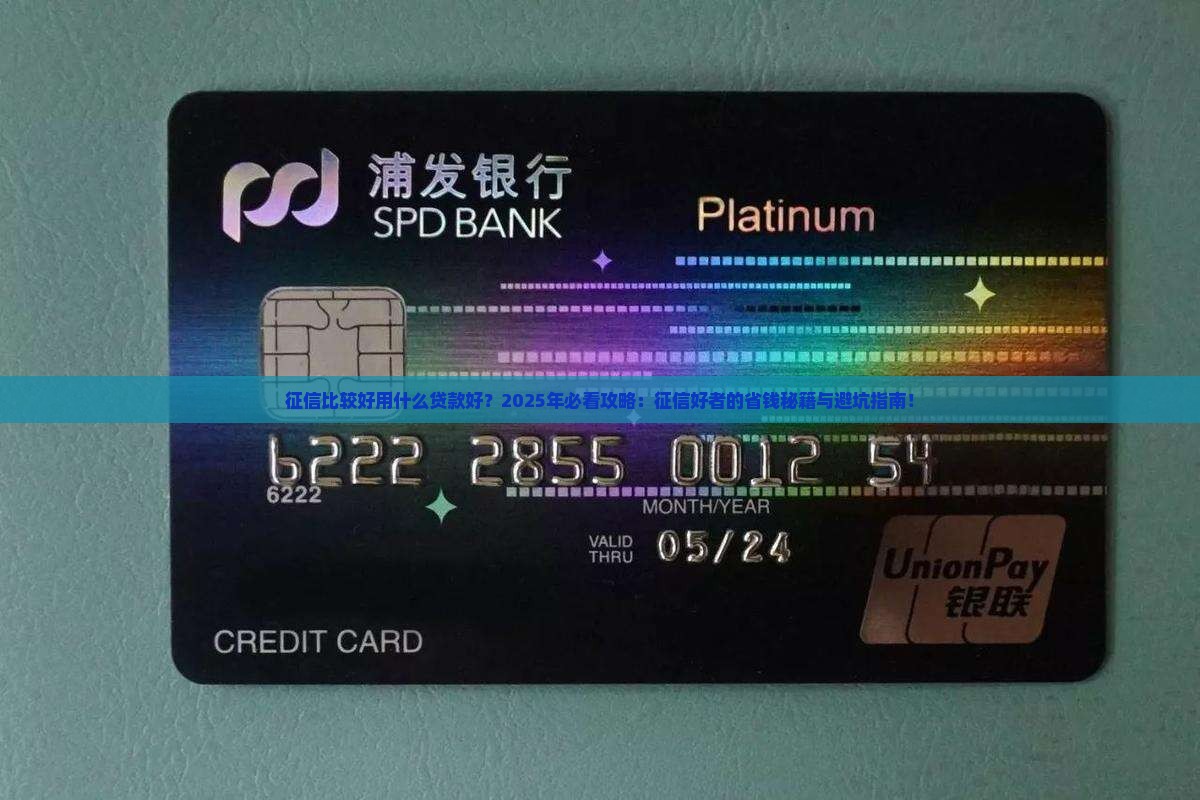 浦发银行
SPD BANK
Platinum
征信比较好用什么贷款好？2025年必看攻略：征信好者的省钱秘籍与避坑指南！
6222 2855 0012 54
6222
MONTH/YEAR
VALID THRU 05/24
UnionPay
银联
CREDIT CARD